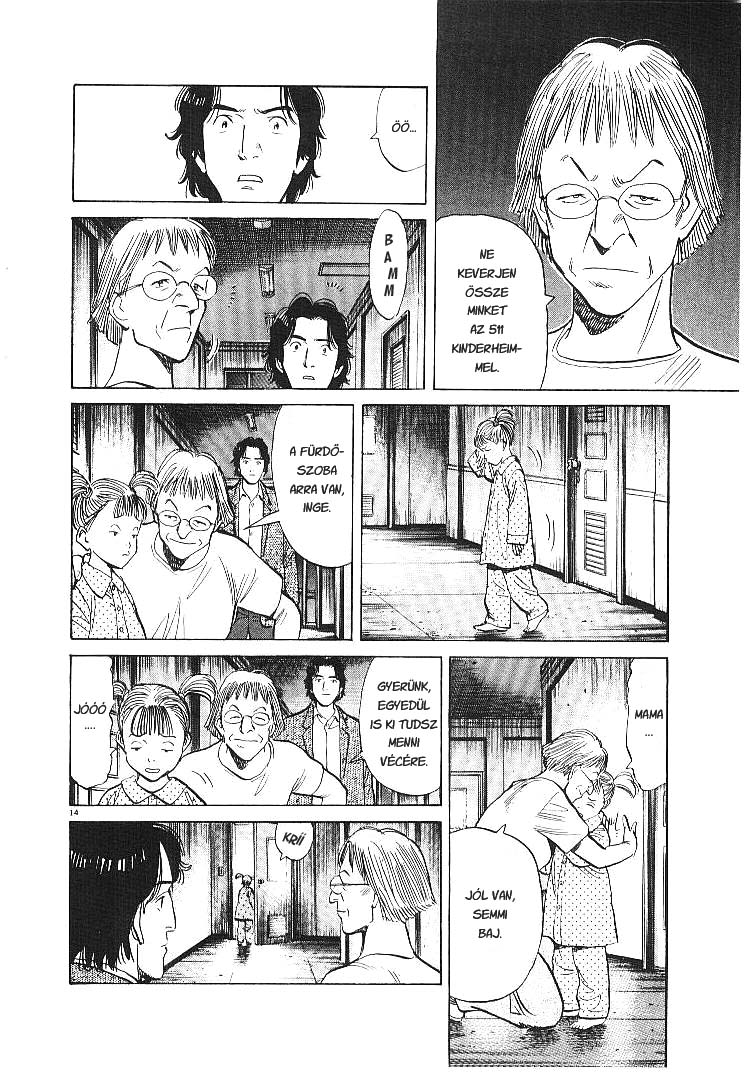 NE
KEVERJEN
ÖSSZE
MINKET
AZ 511
KINDERHEIM-
MEL.
ÖÖ...
BAMM
A FÜRDŐ-
SZOBA
ARRA VAN,
INGE.
MAMA
...
JÓL VAN,
SEMMI
BAJ.
GYERÜNK,
EGYEDÜL
IS KI TUDSZ
MENNI
VÉCÉRE.
JÓÓÓ
....
14
KRÍÍ